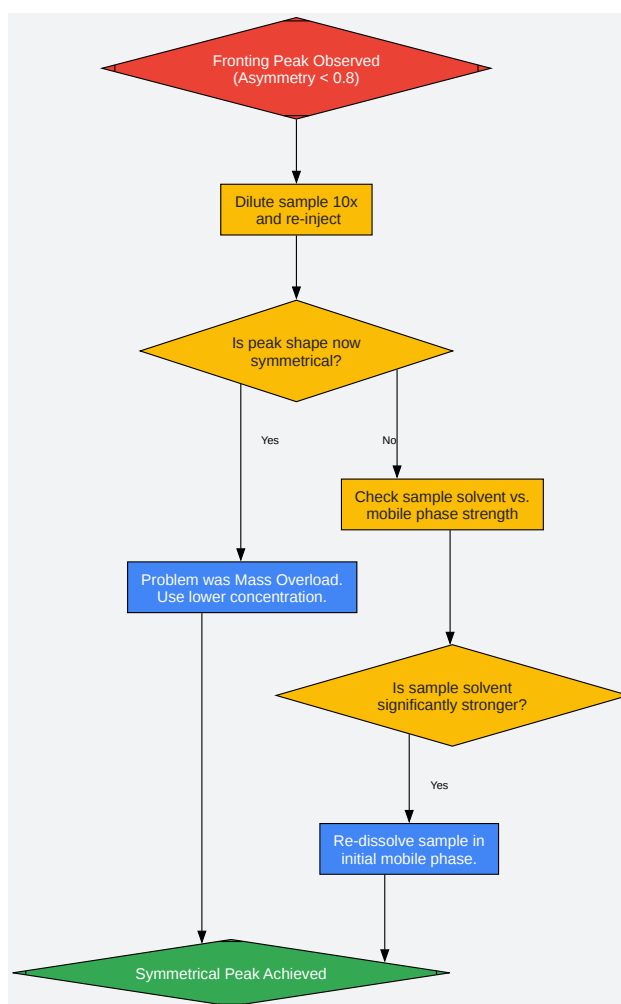 Fronting Peak Observed
(Asymmetry < 0.8)
Dilute sample 10x
and re-inject
Is peak shape now
symmetrical?
Yes
No
Check sample solvent vs.
mobile phase strength
Problem was Mass Overload.
Use lower concentration.
Is sample solvent
significantly stronger?
Yes
Re-dissolve sample in
initial mobile phase.
Symmetrical Peak Achieved